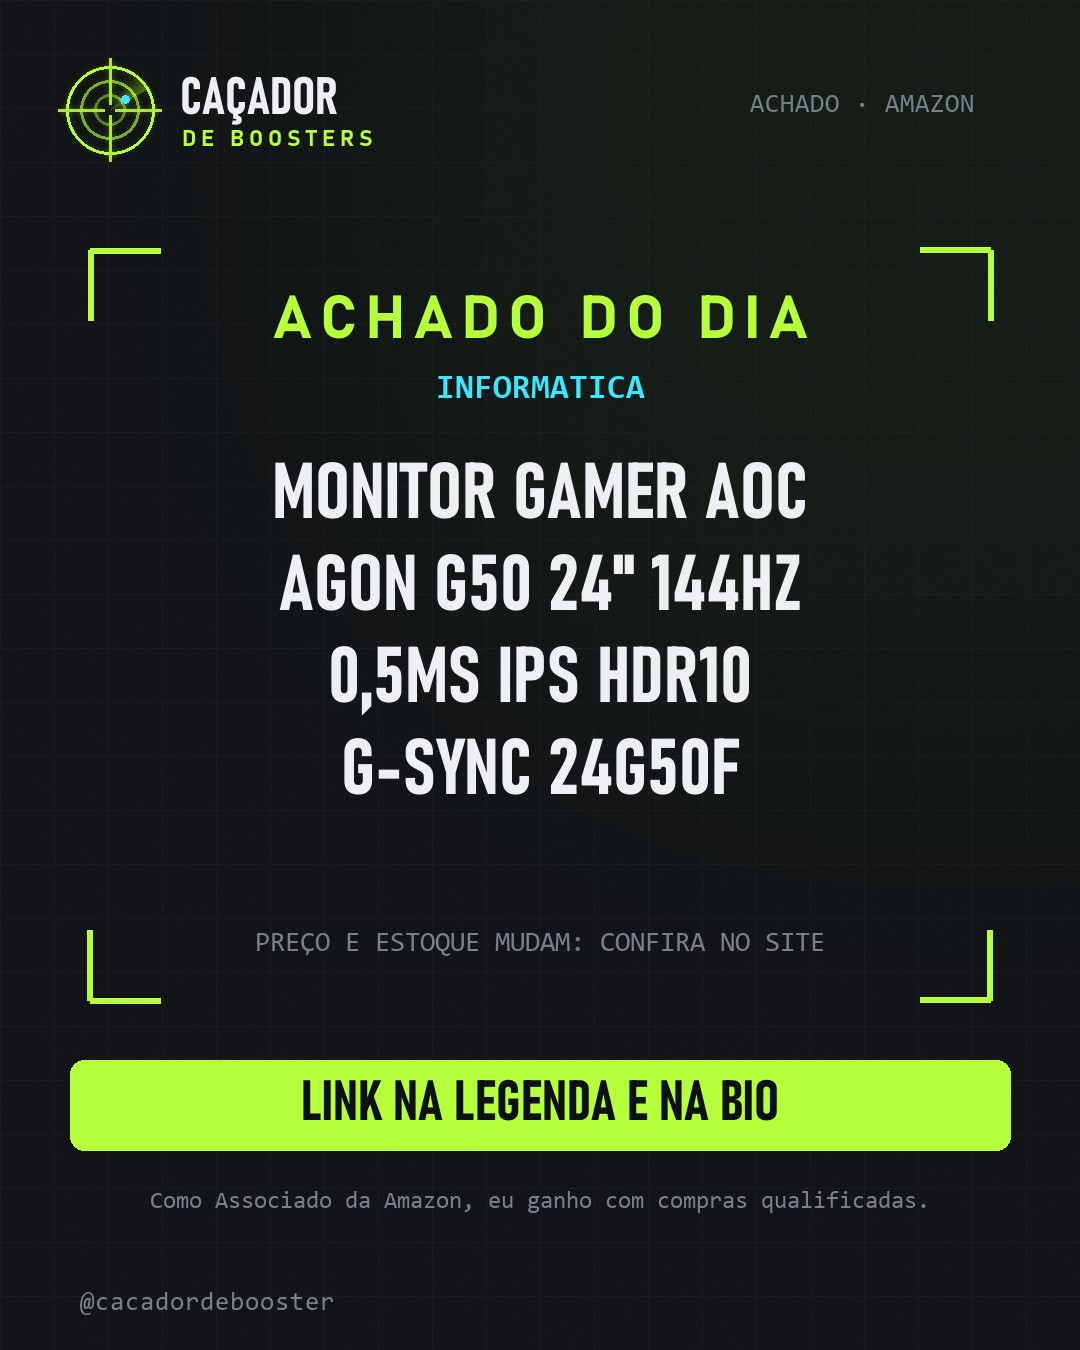 CAÇADOR
DE BOOSTERS
ACHADO · AMAZON
ACHADO DO DIA
INFORMATICA
MONITOR GAMER AOC
AGON G50 24" 144HZ
0,5MS IPS HDR10
G-SYNC 24G50F
PREÇO E ESTOQUE MUDAM: CONFIRA NO SITE
LINK NA LEGENDA E NA BIO
Como Associado da Amazon, eu ganho com compras qualificadas.
@cacadordebooster